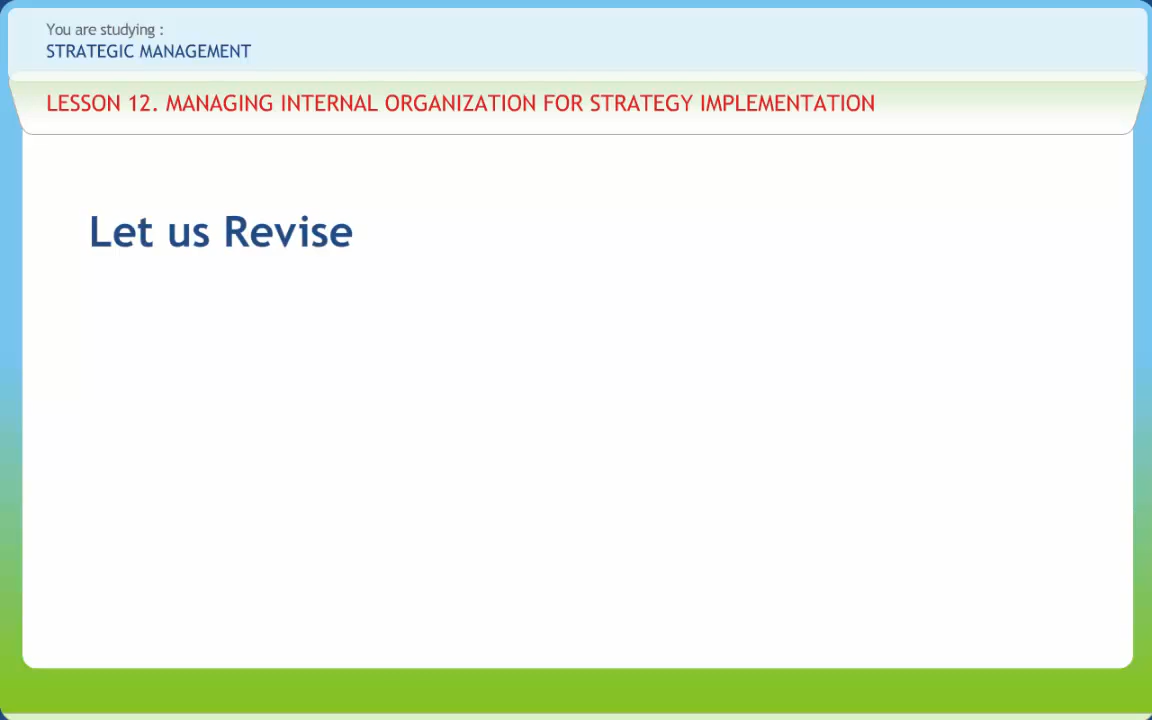 You are studying :
STRATEGIC MANAGEMENT
LESSON 12. MANAGING INTERNAL ORGANIZATION FOR STRATEGY IMPLEMENTATION
Let us Revise